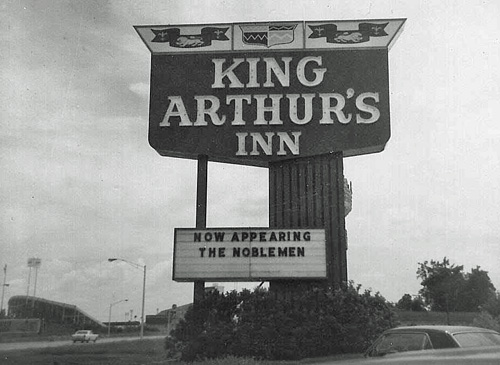 KING
ARTHUR'S
INN
NOW APPEARING
THE NOBLEMEN